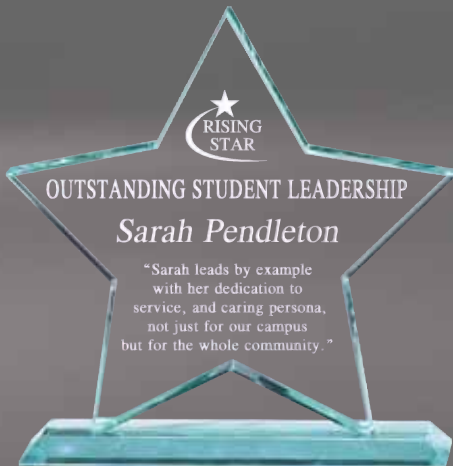 RISING
STAR
OUTSTANDING STUDENT LEADERSHIP
Sarah Pendleton
“Sarah leads by example
with her dedication to
service, and caring persona,
not just for our campus
but for the whole community.”